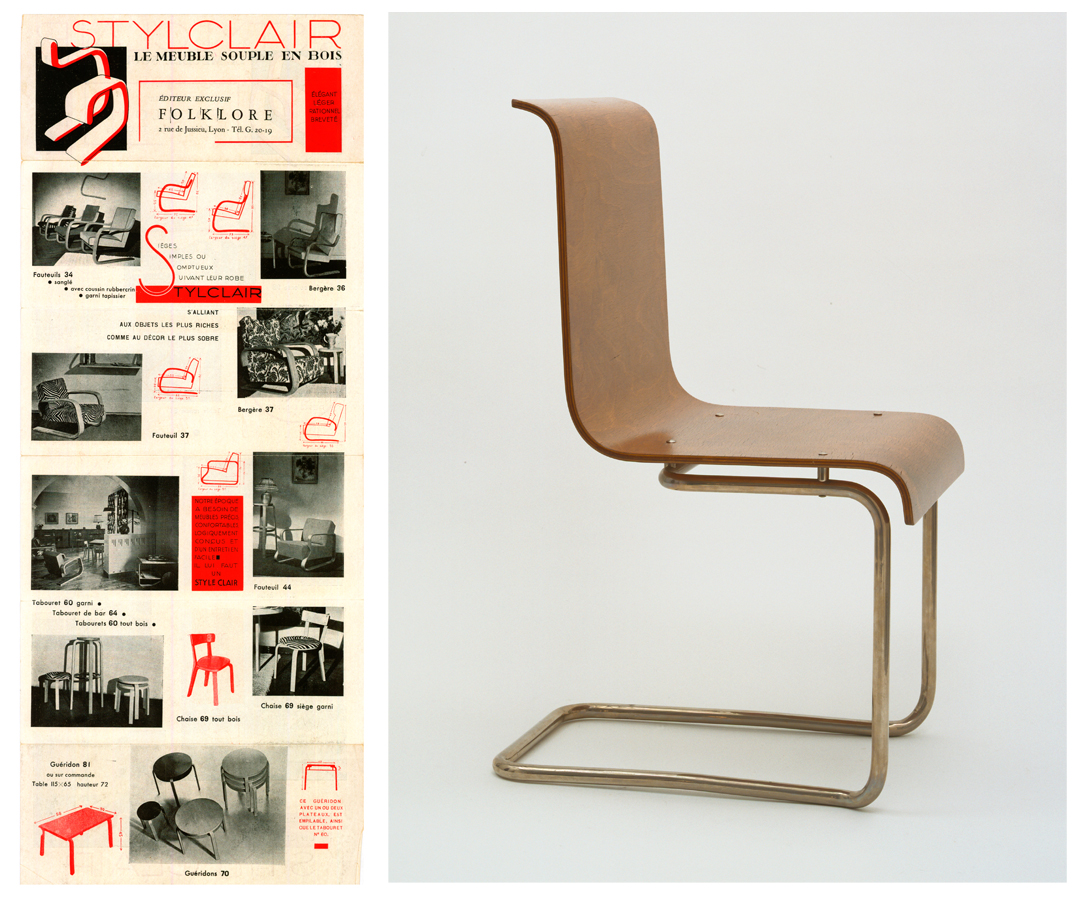 STYLCLAIR
LE MEUBLE SOUPLE EN BOIS
ÉDITEUR EXCLUSIF
FOLKLORE
2 rue de Jussieu, Lyon - Tél. G. 20-19
ÉLÉGANT
LÉGER
RATIONNEL
BREVETÉ
SIÈGES
SIMPLES OU
SOMPTUEUX
SUIVANT LEUR ROBE
STYLCLAIR
Fauteuils 34
● sanglé
● avec coussin rubbercrin
● garni tapissier
Bergère 36
S'ALLIANT
AUX OBJETS LES PLUS RICHES
COMME AU DÉCOR LE PLUS SOBRE
Bergère 37
Fauteuil 37
NOTRE ÉPOQUE
A BESOIN DE
MEUBLES PRÉCIS
CONFORTABLES
LOGIQUEMENT
CONÇUS ET
D'UN ENTRETIEN
FACILE ●
IL LUI FAUT
UN
STYLE CLAIR
Fauteuil 44
Tabouret 60 garni ●
Tabouret de bar 64 ●
Tabourets 60 tout bois ●
Chaise 69 tout bois
Chaise 69 siège garni
Guéridon 81
ou sur commande
Table 115×65 hauteur 72
CE GUÉRIDON
AVEC UN OU DEUX
PLATEAUX, EST
EMPILABLE, AINSI
QUE LE TABOURET
N° 60.
Guéridons 70